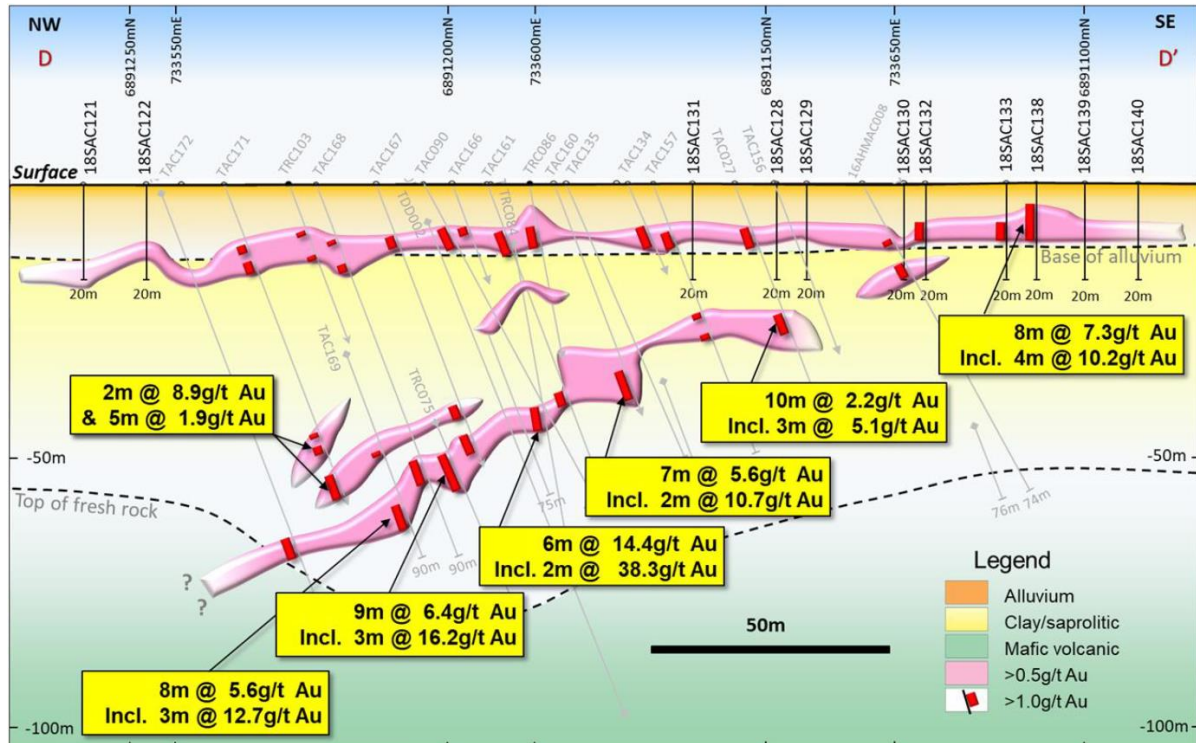 NW
D
SE
D'
6891250mN
733550mE
6891200mN
733600mE
6891150mN
733650mE
6891100mN
18SAC121
18SAC122
TAC172
TAC171
TRC103
TAC168
TAC167
TAC090
TAC166
TAC161
TRC086
TAC160
TAC135
TAC134
TAC157
18SAC131
TAC027
TAC156
18SAC128
18SAC129
16AHMAC008
18SAC130
18SAC132
18SAC133
18SAC138
18SAC139
18SAC140
Surface
TDD002
TRC084
Base of alluvium
20m
20m
20m
20m
20m
20m
20m
20m
20m
20m
20m
TAC169
TRC075
8m @ 7.3g/t Au
Incl. 4m @ 10.2g/t Au
2m @ 8.9g/t Au
& 5m @ 1.9g/t Au
10m @ 2.2g/t Au
Incl. 3m @ 5.1g/t Au
-50m
-50m
7m @ 5.6g/t Au
Incl. 2m @ 10.7g/t Au
Top of fresh rock
75m
76m
74m
6m @ 14.4g/t Au
Incl. 2m @ 38.3g/t Au
90m
90m
?
?
9m @ 6.4g/t Au
Incl. 3m @ 16.2g/t Au
50m
8m @ 5.6g/t Au
Incl. 3m @ 12.7g/t Au
Legend
Alluvium
Clay/saprolitic
Mafic volcanic
>0.5g/t Au
>1.0g/t Au
-100m
-100m